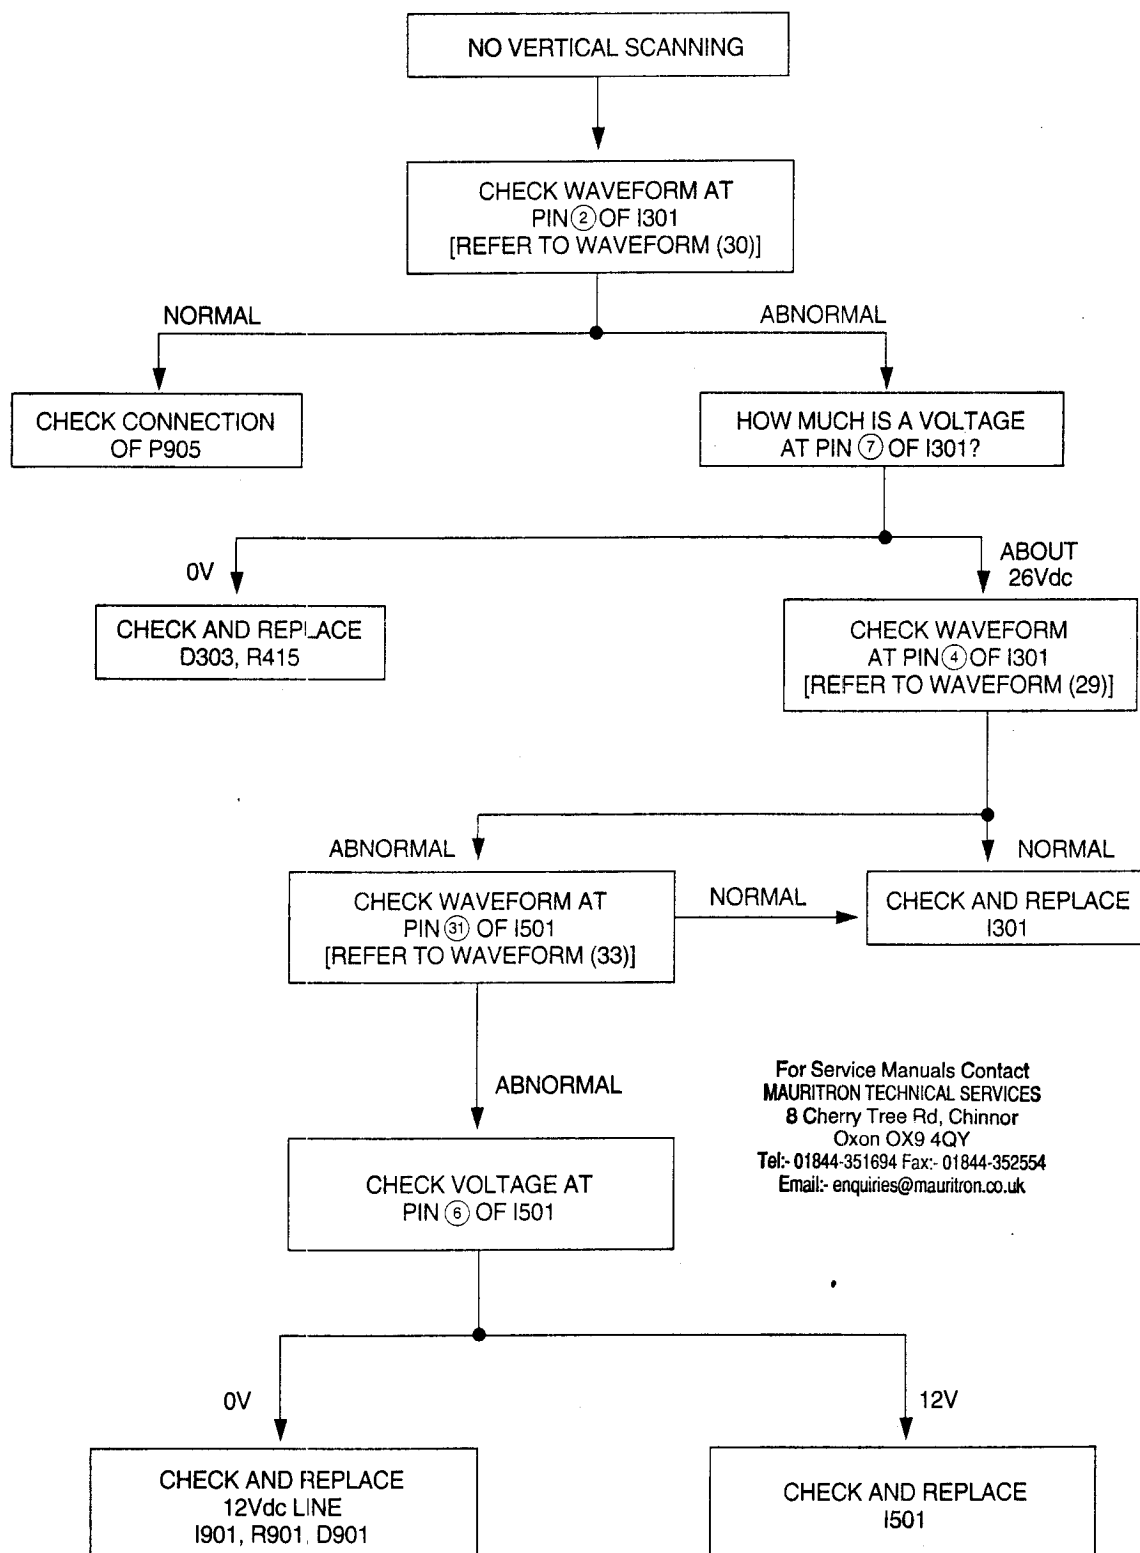 NO VERTICAL SCANNING
CHECK WAVEFORM AT
PIN ② OF I301
[REFER TO WAVEFORM (30)]
NORMAL
ABNORMAL
CHECK CONNECTION
OF P905
HOW MUCH IS A VOLTAGE
AT PIN ⑦ OF I301?
0V
ABOUT
26Vdc
CHECK AND REPLACE
D303, R415
CHECK WAVEFORM
AT PIN ④ OF I301
[REFER TO WAVEFORM (29)]
ABNORMAL
NORMAL
CHECK WAVEFORM AT
PIN ㉛ OF I501
[REFER TO WAVEFORM (33)]
NORMAL
CHECK AND REPLACE
I301
ABNORMAL
For Service Manuals Contact
MAURITRON TECHNICAL SERVICES
8 Cherry Tree Rd, Chinnor
Oxon OX9 4QY
Tel:- 01844-351694 Fax:- 01844-352554
Email:- enquiries@mauritron.co.uk
CHECK VOLTAGE AT
PIN ⑥ OF I501
0V
12V
CHECK AND REPLACE
12Vdc LINE
I901, R901, D901
CHECK AND REPLACE
I501